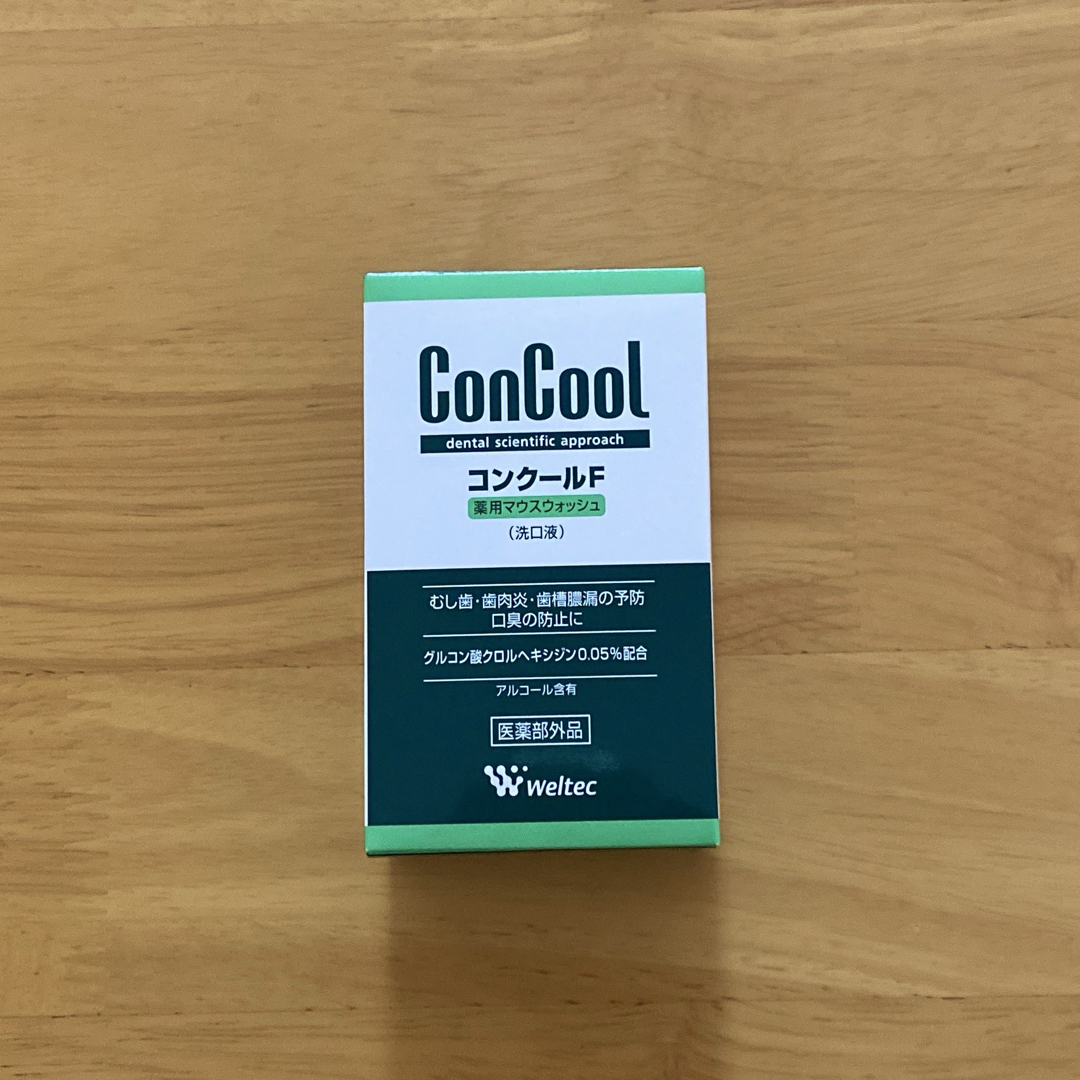 ConCool
dental scientific approach
コンクールF
薬用マウスウォッシュ
（洗口液）
むし歯・歯肉炎・歯槽膿漏の予防
口臭の防止に
グルコン酸クロルヘキシジン0.05%配合
アルコール含有
医薬部外品
weltec